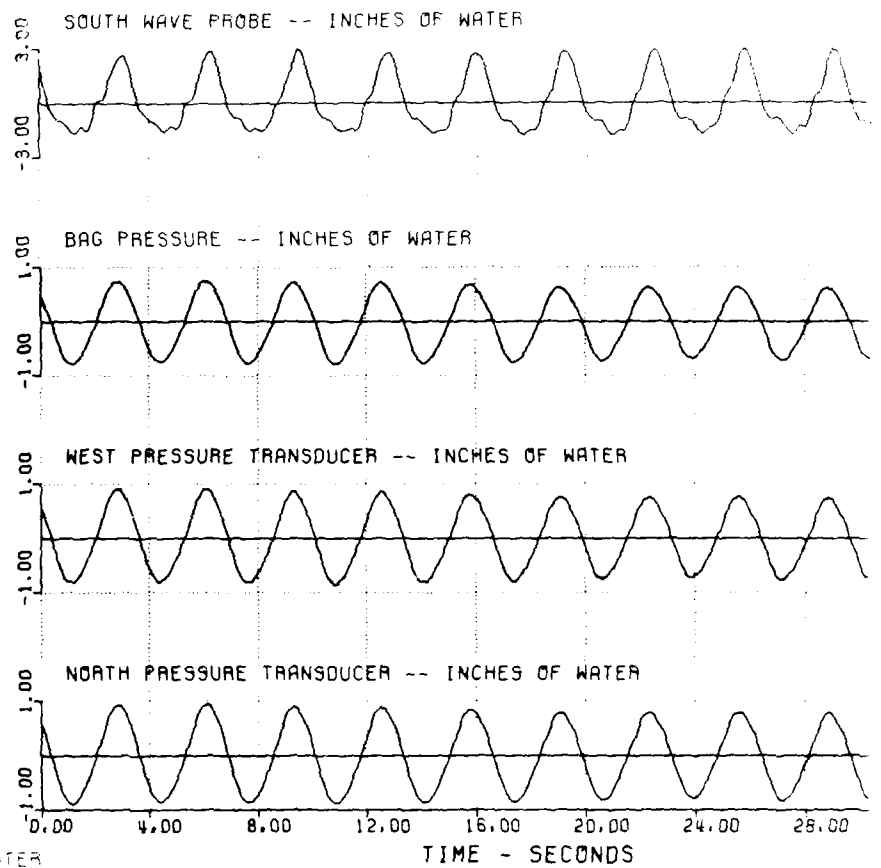 SOUTH WAVE PROBE -- INCHES OF WATER
3.00
-3.00
BAG PRESSURE -- INCHES OF WATER
1.00
-1.00
WEST PRESSURE TRANSDUCER -- INCHES OF WATER
1.00
-1.00
NORTH PRESSURE TRANSDUCER -- INCHES OF WATER
1.00
-1.00
0.00 4.00 8.00 12.00 16.00 20.00 24.00 28.00
TIME - SECONDS